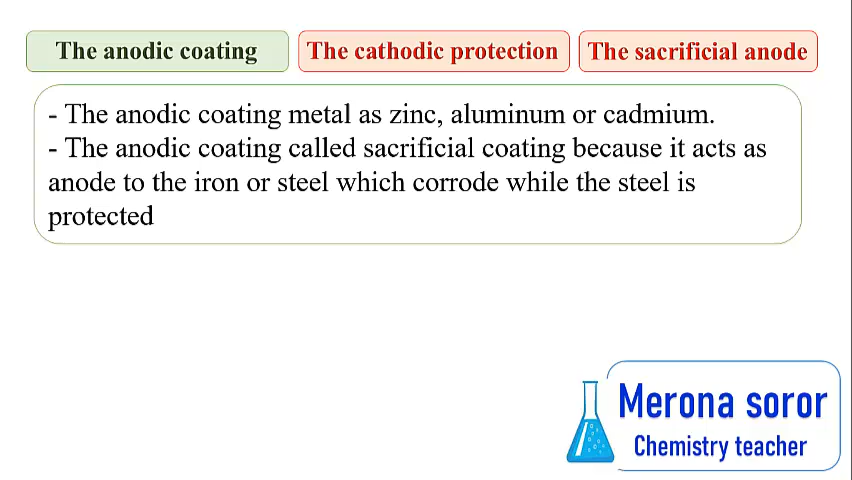 The anodic coating
The cathodic protection
The sacrificial anode
- The anodic coating metal as zinc, aluminum or cadmium.
- The anodic coating called sacrificial coating because it acts as
anode to the iron or steel which corrode while the steel is
protected
Merona soror
Chemistry teacher